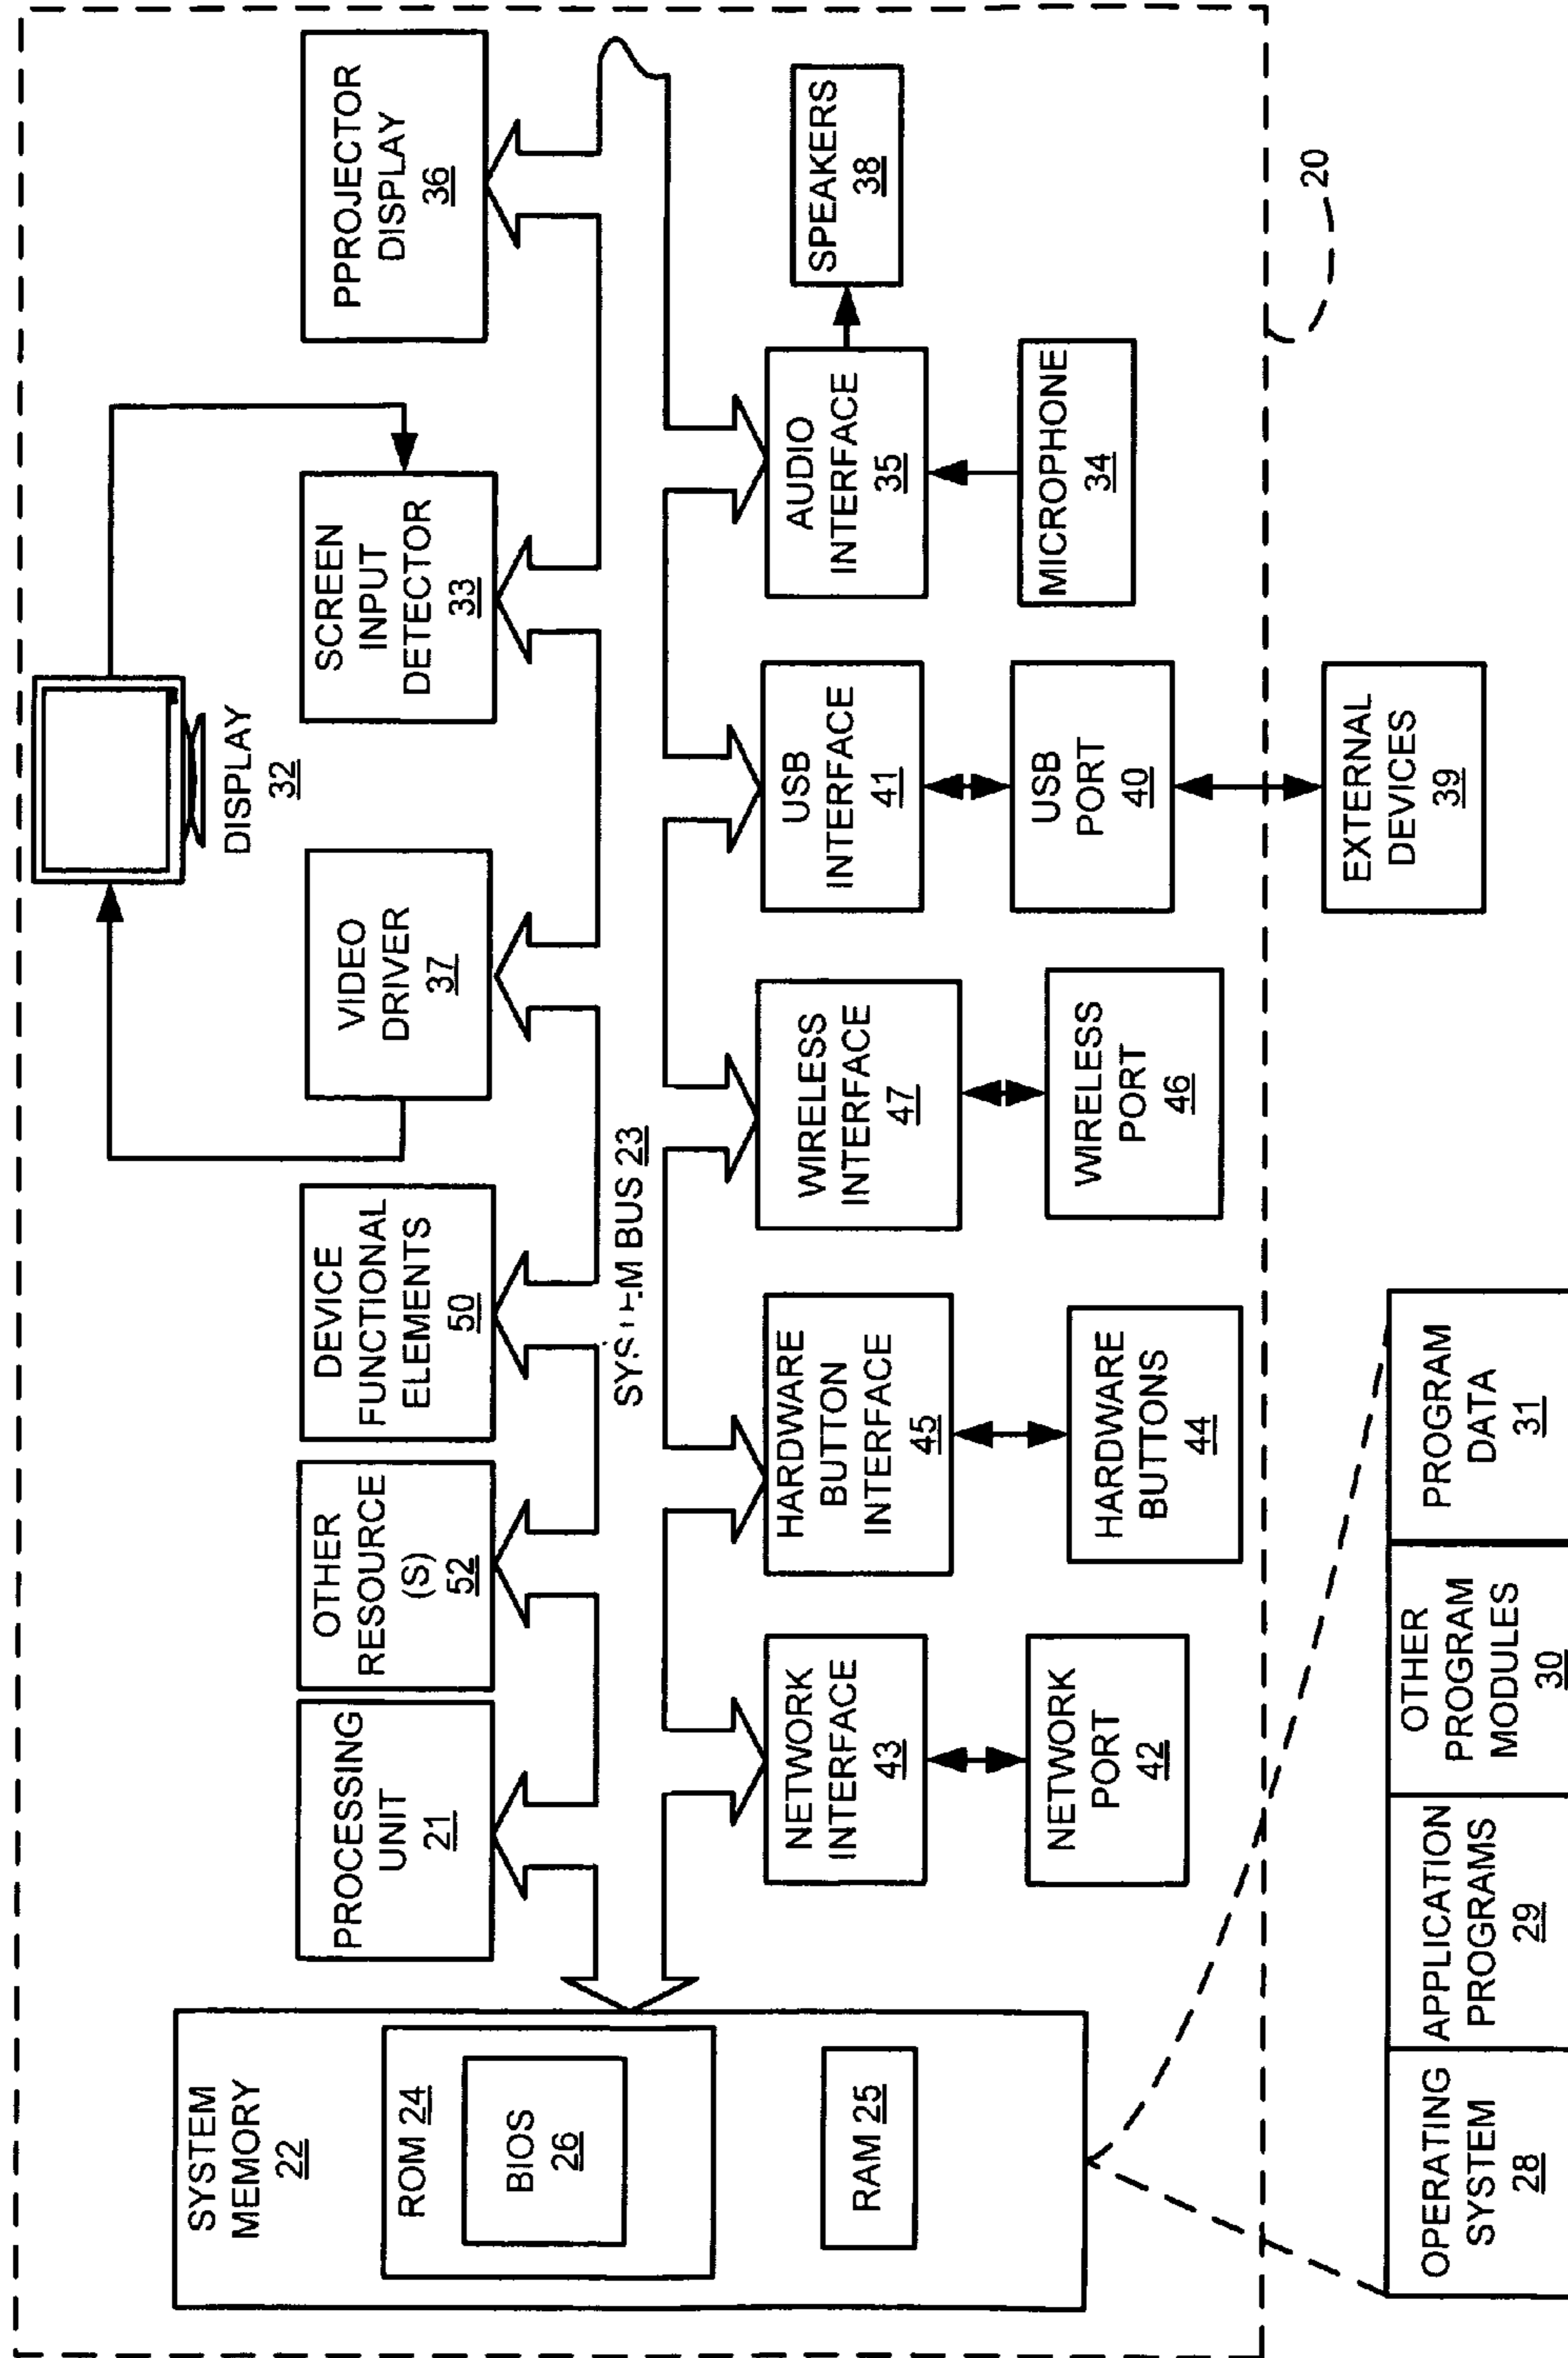 SYSTEM
MEMORY
22
ROM 24
BIOS
26
RAM 25
PROCESSING
UNIT
21
OTHER
RESOURCE
(S)
52
DEVICE
FUNCTIONAL
ELEMENTS
50
VIDEO
DRIVER
37
DISPLAY
32
SCREEN
INPUT
DETECTOR
33
PPROJECTOR
DISPLAY
36
SYSTEM BUS 23
NETWORK
INTERFACE
43
NETWORK
PORT
42
HARDWARE
BUTTON
INTERFACE
45
HARDWARE
BUTTONS
44
WIRELESS
INTERFACE
47
WIRELESS
PORT
46
USB
INTERFACE
41
USB
PORT
40
EXTERNAL
DEVICES
39
AUDIO
INTERFACE
35
MICROPHONE
34
SPEAKERS
38
20
OPERATING
SYSTEM
28
APPLICATION
PROGRAMS
29
OTHER
PROGRAM
MODULES
30
PROGRAM
DATA
31